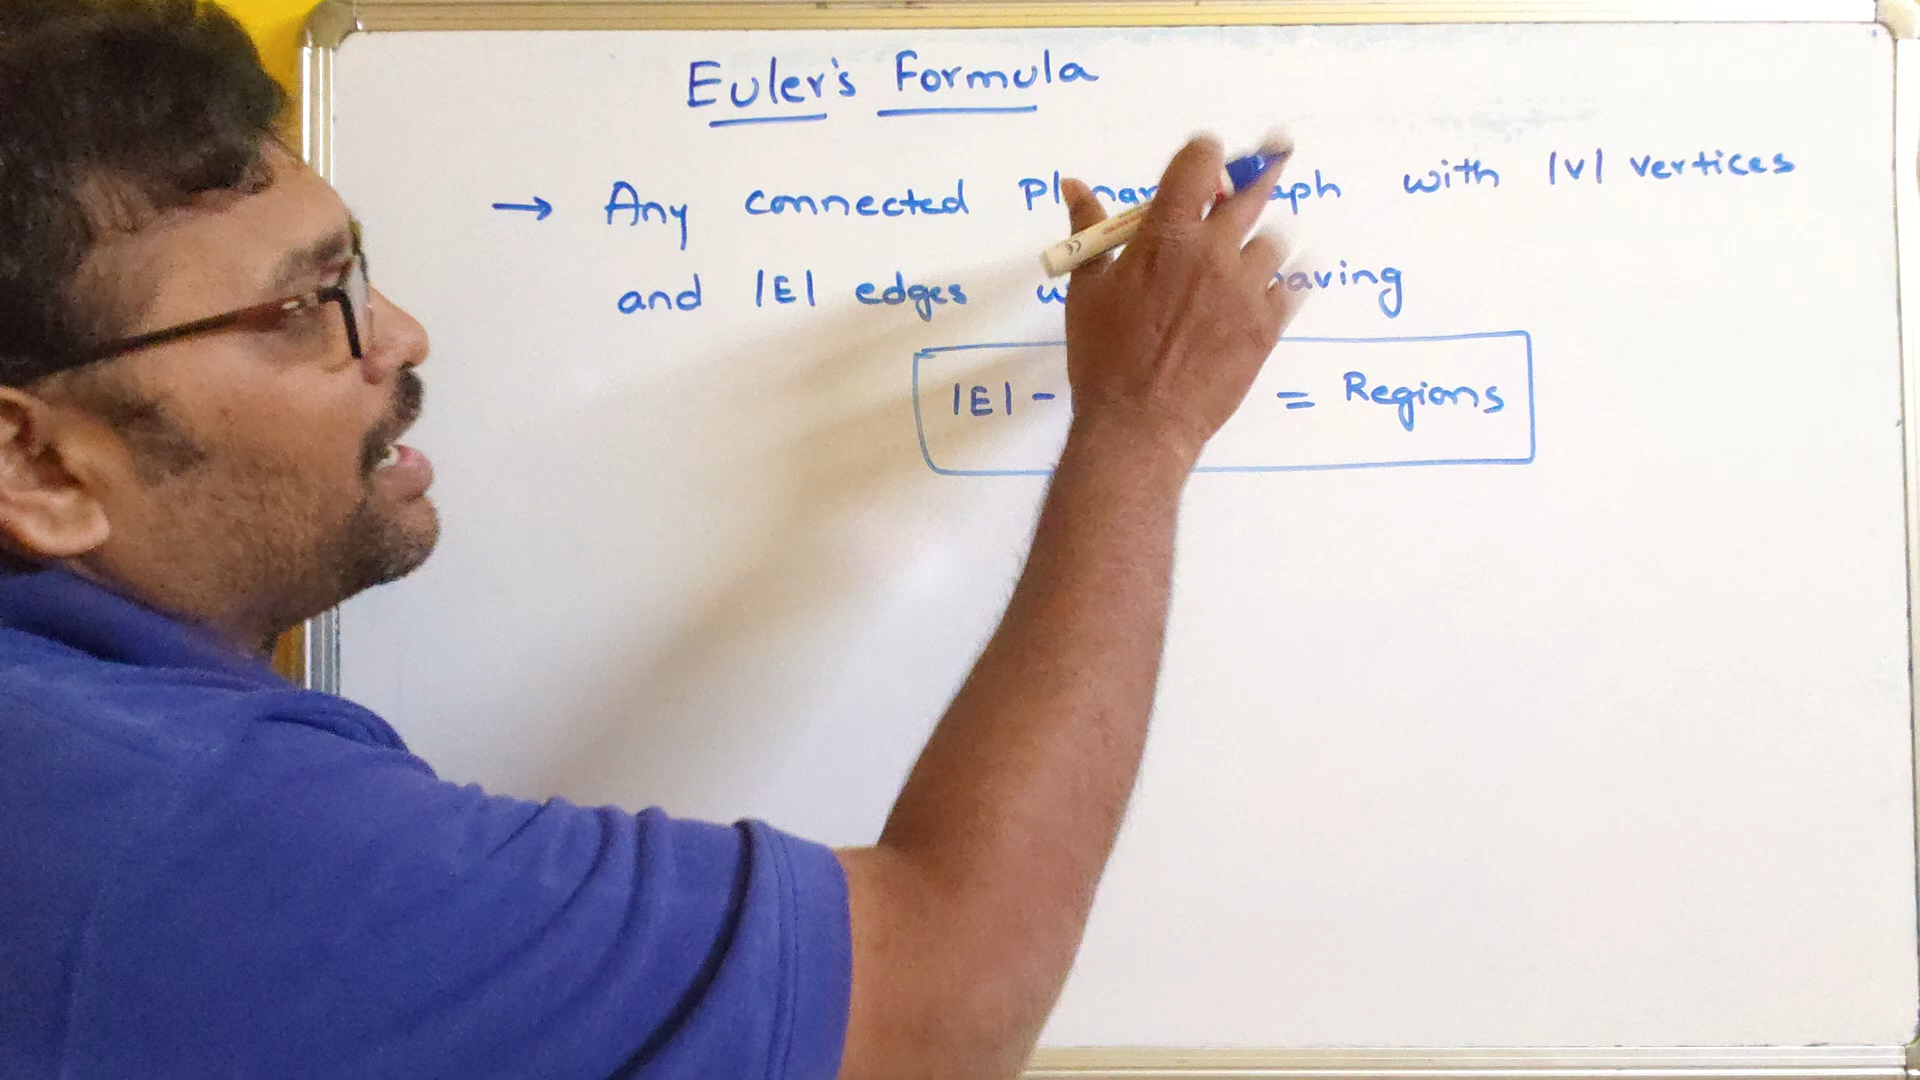 Euler's Formula
→ Any connected Planar graph with |V| vertices
and |E| edges having
|E| - = Regions